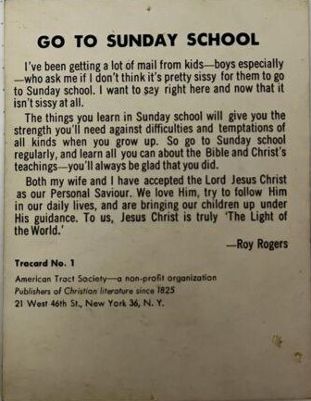 GO TO SUNDAY SCHOOL
I've been getting a lot of mail from kids—boys especially
—who ask me if I don't think it's pretty sissy for them to go
to Sunday school. I want to say right here and now that it
isn't sissy at all.
The things you learn in Sunday school will give you the
strength you'll need against difficulties and temptations of
all kinds when you grow up. So go to Sunday school
regularly, and learn all you can about the Bible and Christ's
teachings—you'll always be glad that you did.
Both my wife and I have accepted the Lord Jesus Christ
as our Personal Saviour. We love Him, try to follow Him
in our daily lives, and are bringing our children up under
His guidance. To us, Jesus Christ is truly 'The Light of
the World.'
—Roy Rogers
Tracard No. 1
American Tract Society—a non-profit organization
Publishers of Christian literature since 1825
21 West 46th St., New York 36, N. Y.